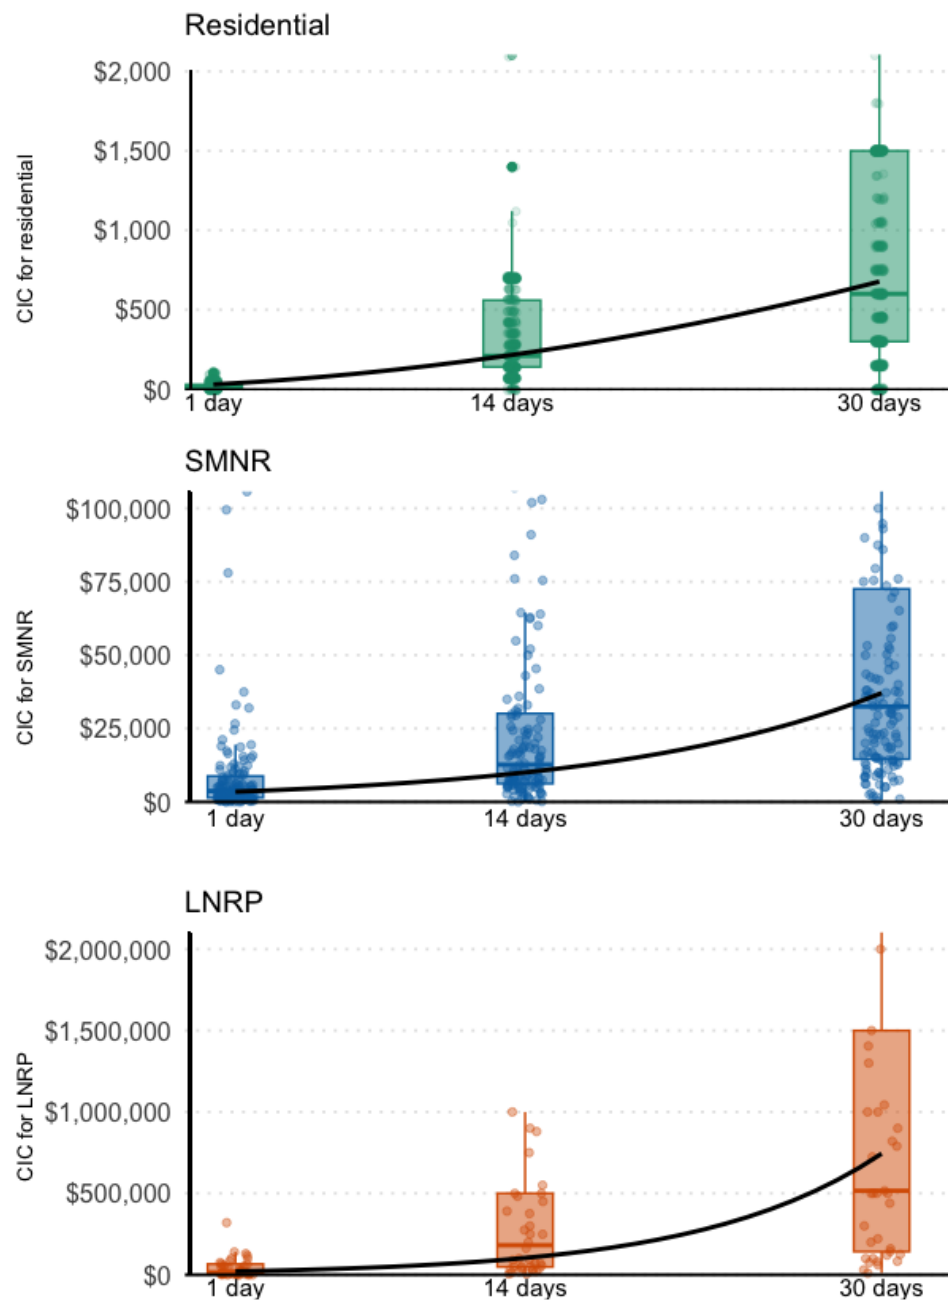 Residential
$2,000
$1,500
$1,000
$500
$0
CIC for residential
1 day 14 days 30 days
SMNR
$100,000
$75,000
$50,000
$25,000
$0
CIC for SMNR
1 day 14 days 30 days
LNRP
$2,000,000
$1,500,000
$1,000,000
$500,000
$0
CIC for LNRP
1 day 14 days 30 days